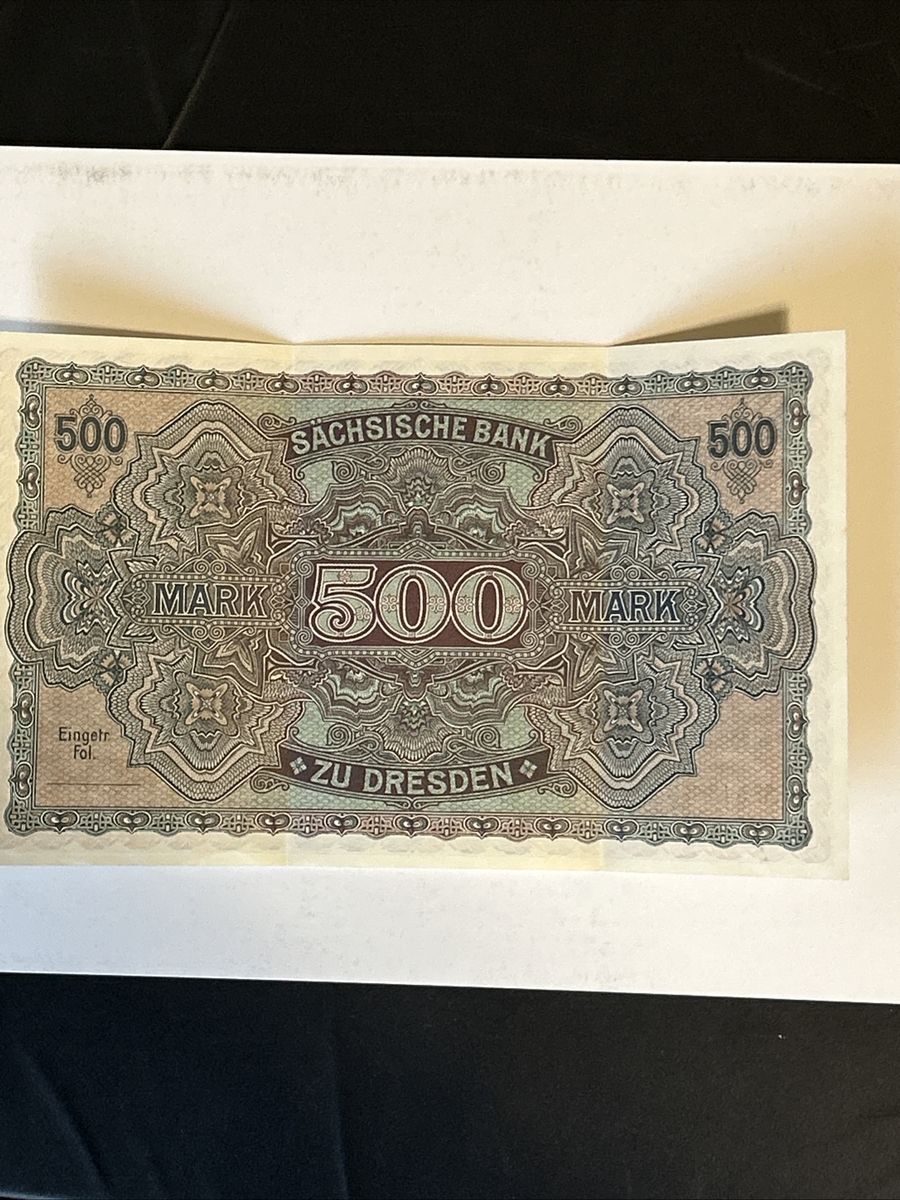 500
SÄCHSISCHE BANK
500
MARK
500
MARK
Eingetr.
Fol.
ZU DRESDEN